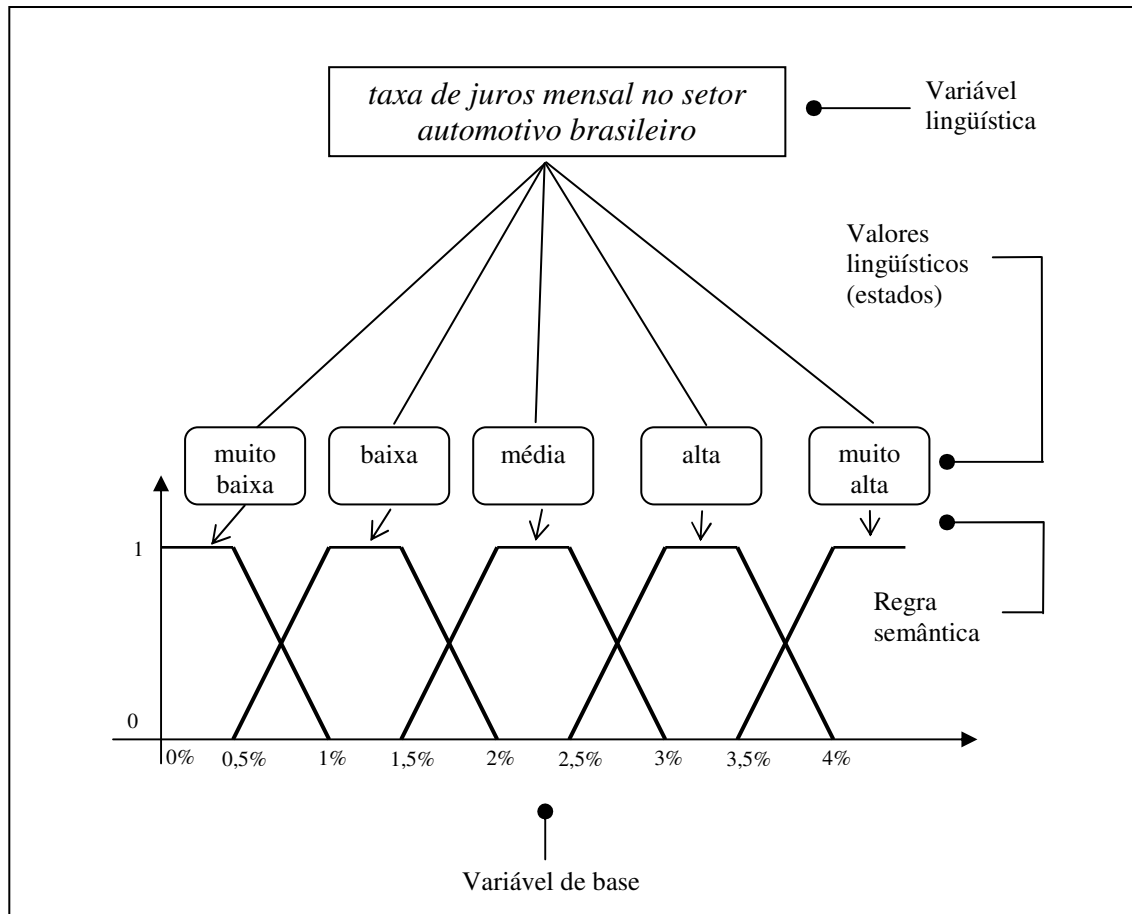 taxa de juros mensal no setor
automotivo brasileiro
Variável
lingüística
Valores
lingüísticos
(estados)
muito
baixa
baixa
média
alta
muito
alta
1
Regra
semântica
0
0%
0,5%
1%
1,5%
2%
2,5%
3%
3,5%
4%
Variável de base